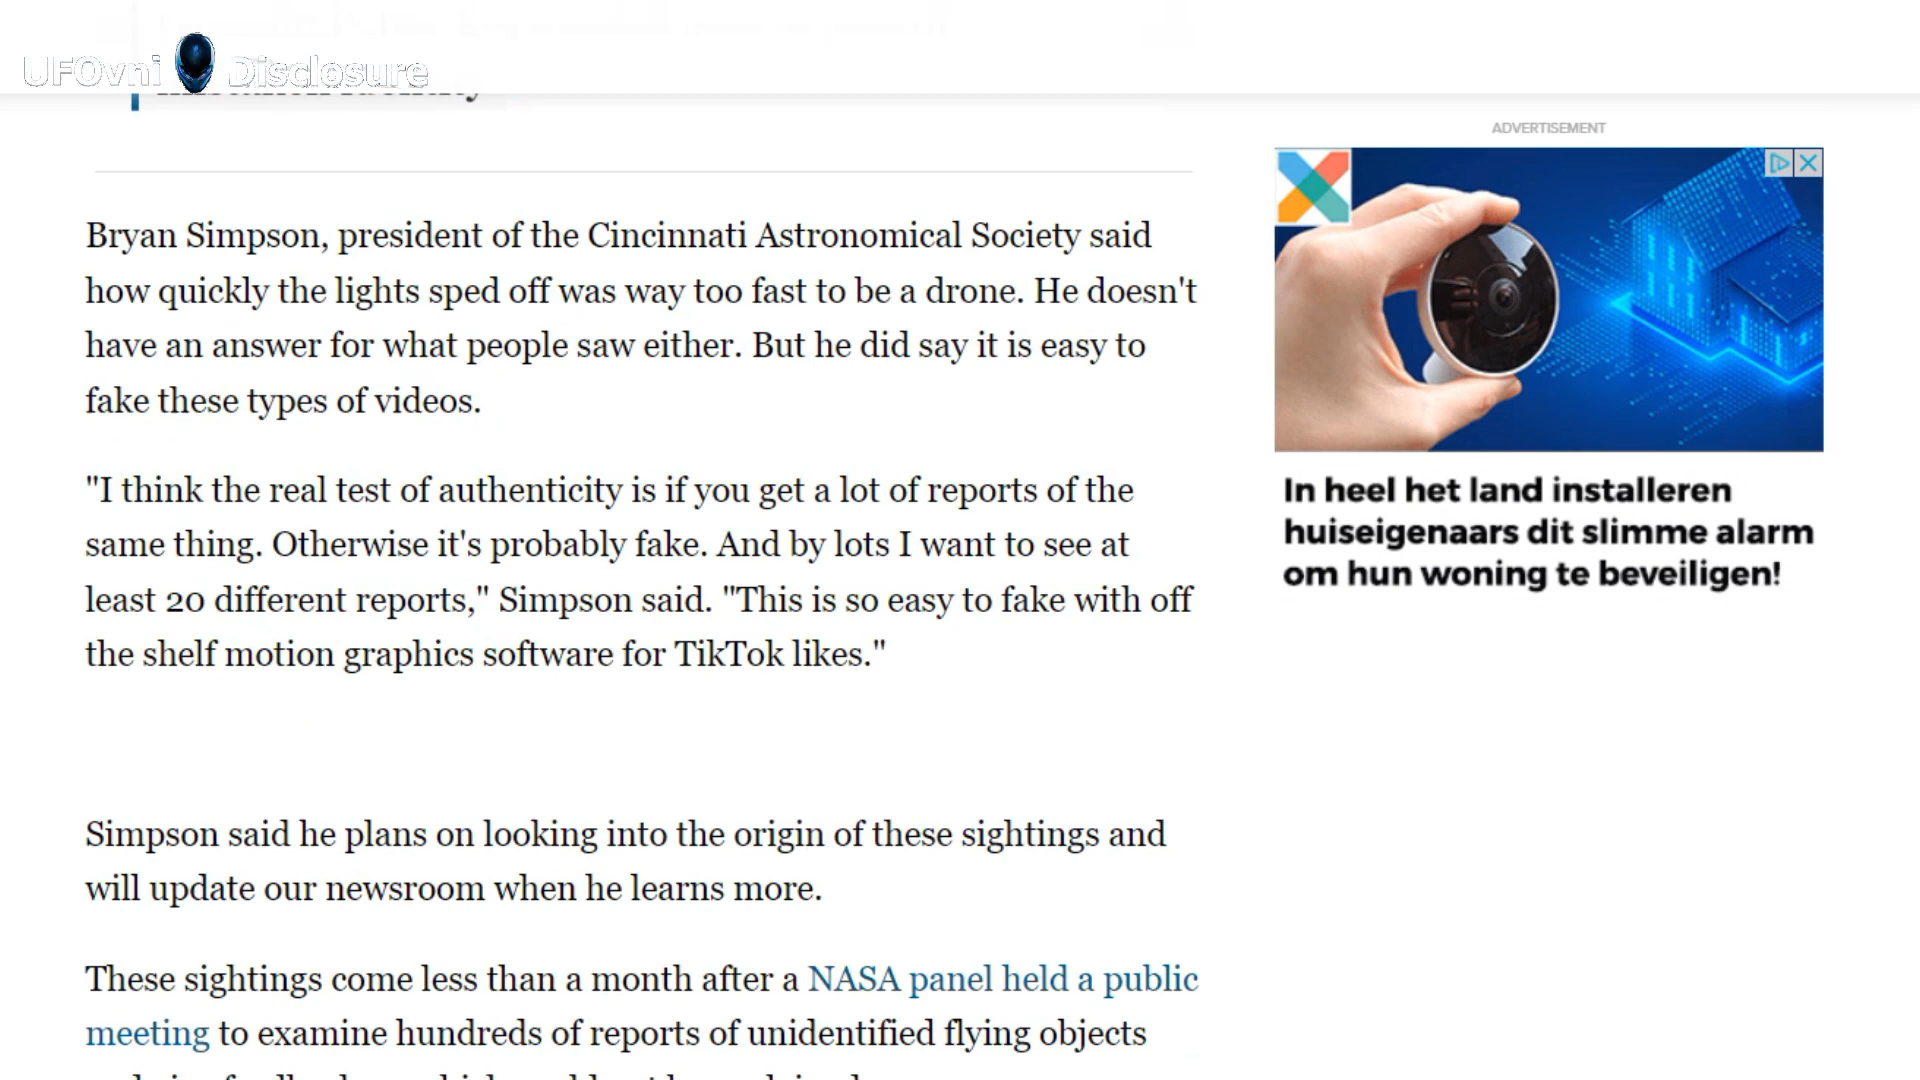 UFOvni Disclosure
ADVERTISEMENT
Bryan Simpson, president of the Cincinnati Astronomical Society said
how quickly the lights sped off was way too fast to be a drone. He doesn't
have an answer for what people saw either. But he did say it is easy to
fake these types of videos.
"I think the real test of authenticity is if you get a lot of reports of the
same thing. Otherwise it's probably fake. And by lots I want to see at
least 20 different reports," Simpson said. "This is so easy to fake with off
the shelf motion graphics software for TikTok likes."
Simpson said he plans on looking into the origin of these sightings and
will update our newsroom when he learns more.
These sightings come less than a month after a NASA panel held a public
meeting to examine hundreds of reports of unidentified flying objects
In heel het land installeren
huiseigenaars dit slimme alarm
om hun woning te beveiligen!